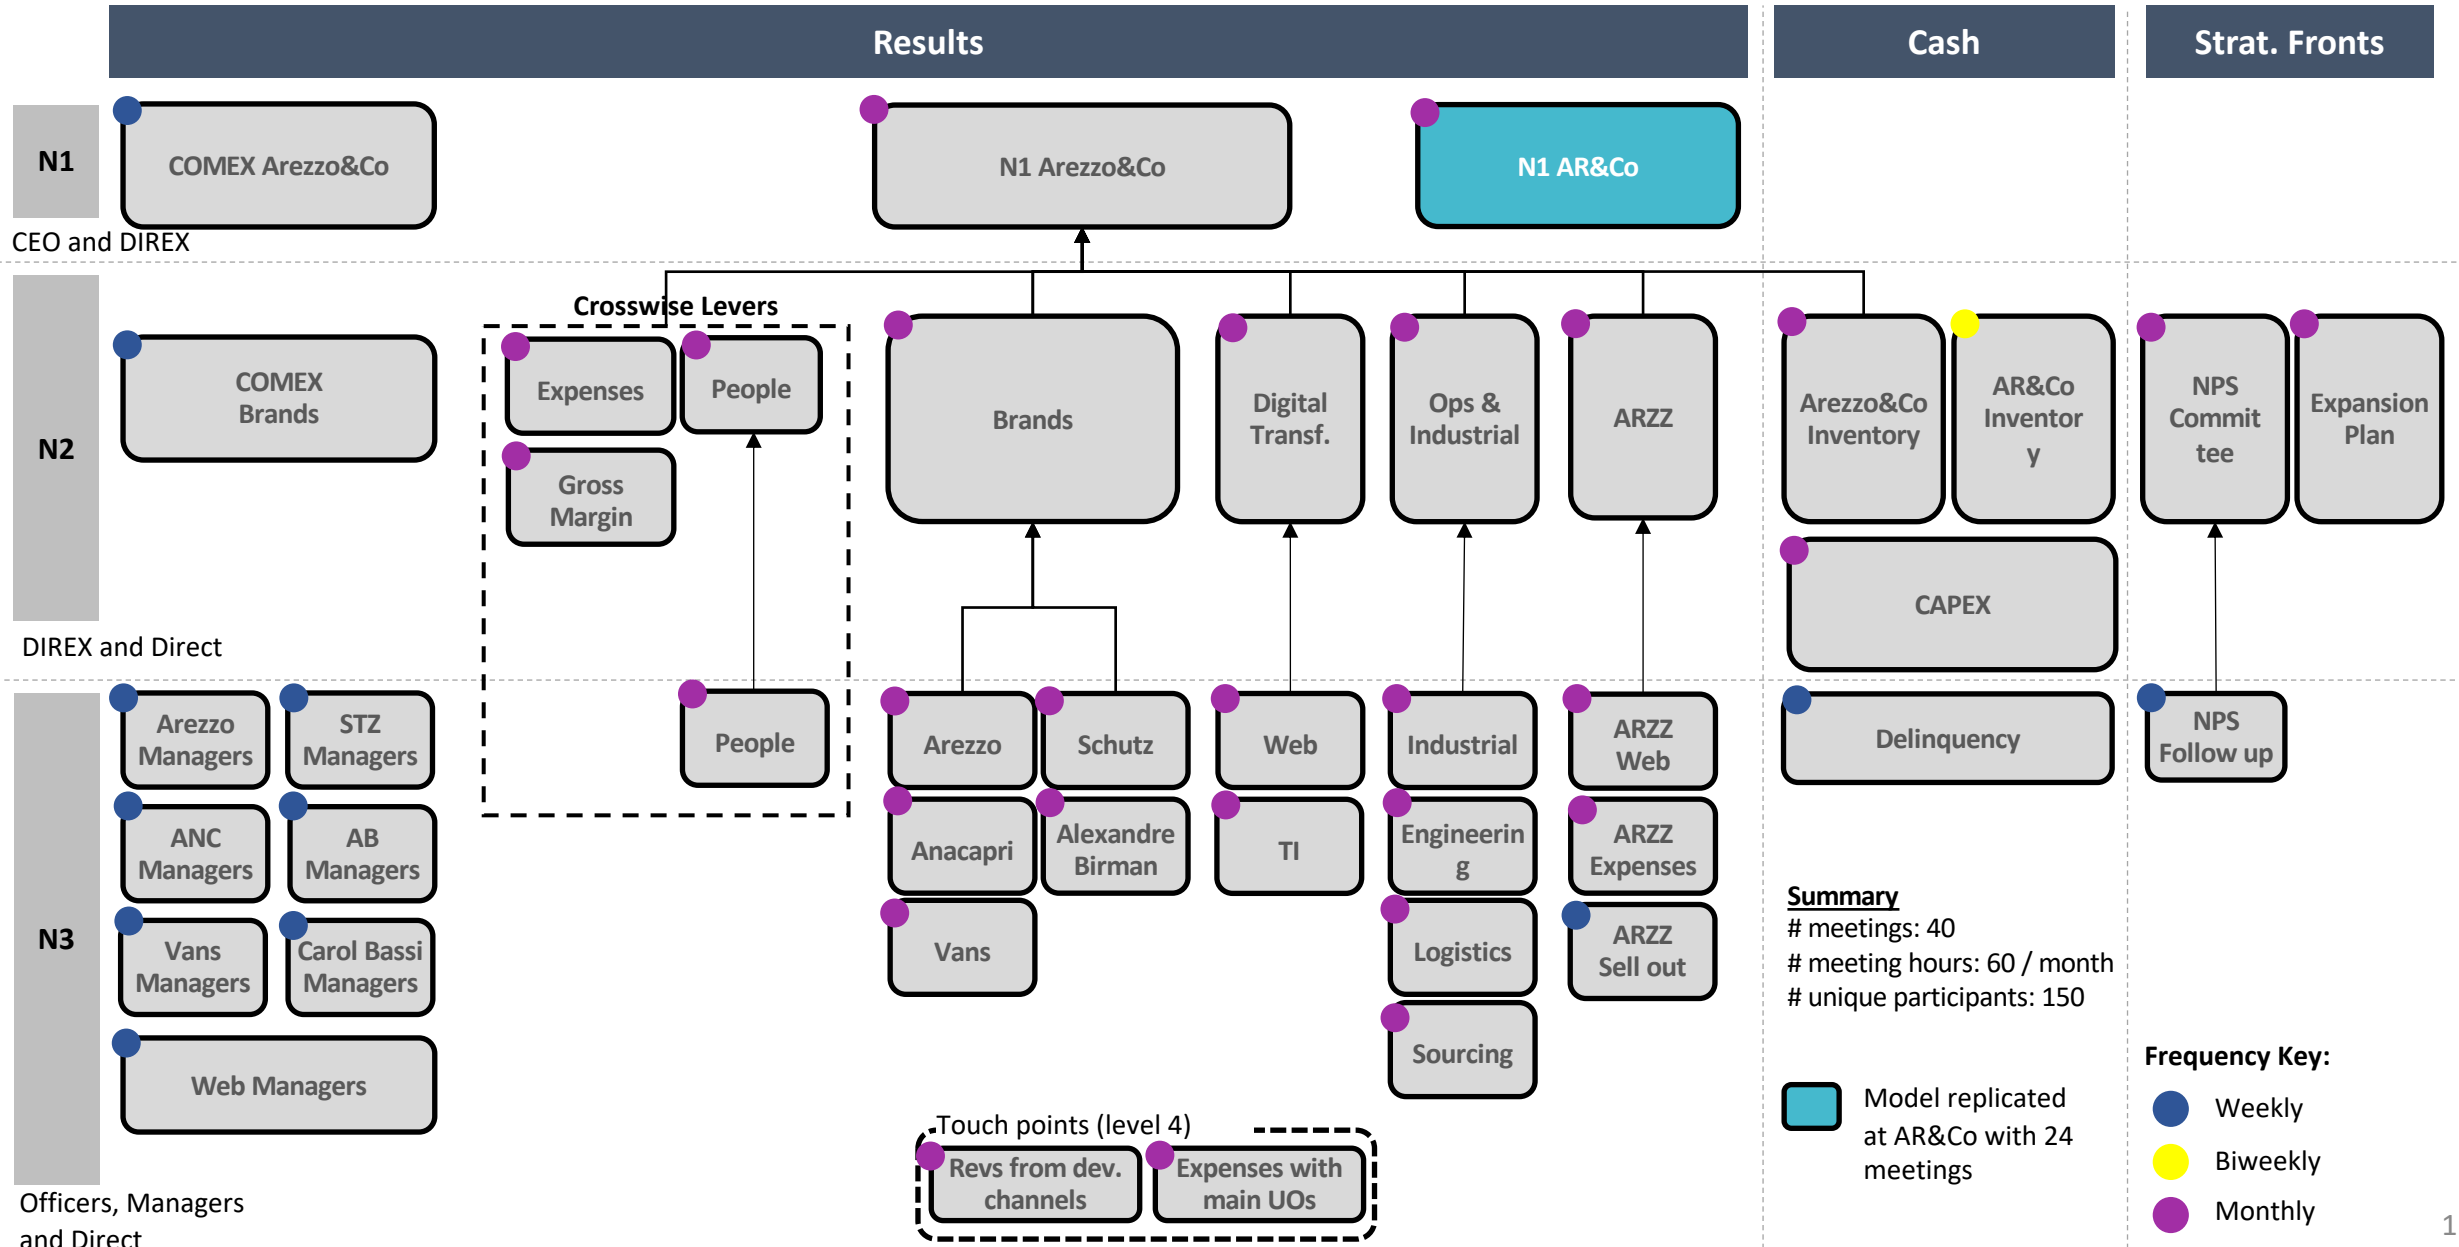 Results
Cash
Strat. Fronts
N1
COMEX Arezzo&Co
N1 Arezzo&Co
N1 AR&Co
CEO and DIREX
N2
COMEX
Brands
Crosswise Levers
Expenses
People
Gross
Margin
Brands
Digital
Transf.
Ops &
Industrial
ARZZ
Arezzo&Co
Inventory
AR&Co
Inventor
y
NPS
Commit
tee
Expansion
Plan
CAPEX
DIREX and Direct
N3
Arezzo
Managers
STZ
Managers
ANC
Managers
AB
Managers
Vans
Managers
Carol Bassi
Managers
Web Managers
People
Arezzo
Schutz
Anacapri
Alexandre
Birman
Vans
Web
TI
Industrial
Engineerin
g
Logistics
Sourcing
ARZZ
Web
ARZZ
Expenses
ARZZ
Sell out
Delinquency
NPS
Follow up
Summary
# meetings: 40
# meeting hours: 60 / month
# unique participants: 150
Touch points (level 4)
Revs from dev.
channels
Expenses with
main UOs
Model replicated
at AR&Co with 24
meetings
Frequency Key:
Weekly
Biweekly
Monthly
Officers, Managers
and Direct
1